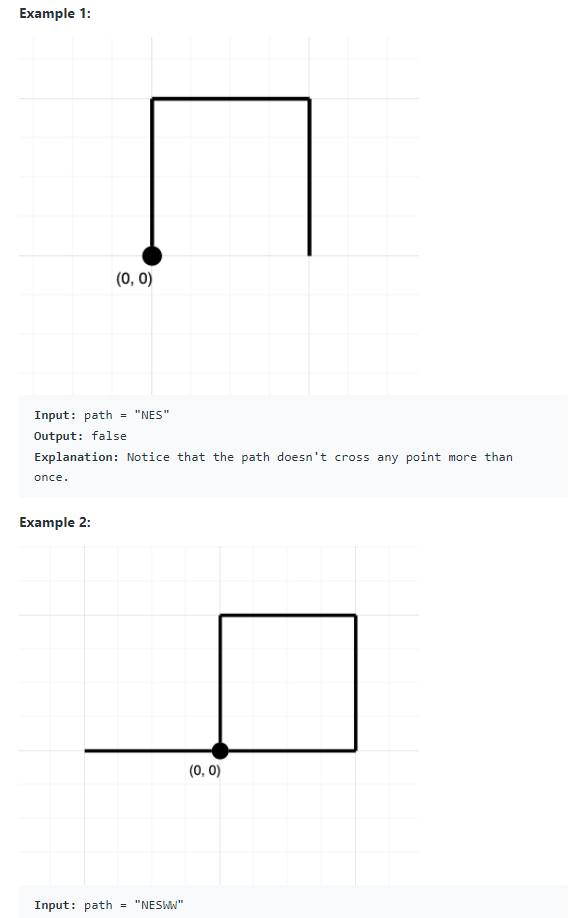 Example 1:
(0, 0)
Input: path = "NES"
Output: false
Explanation: Notice that the path doesn't cross any point more than
once.
Example 2:
(0, 0)
Input: path = "NESWW"